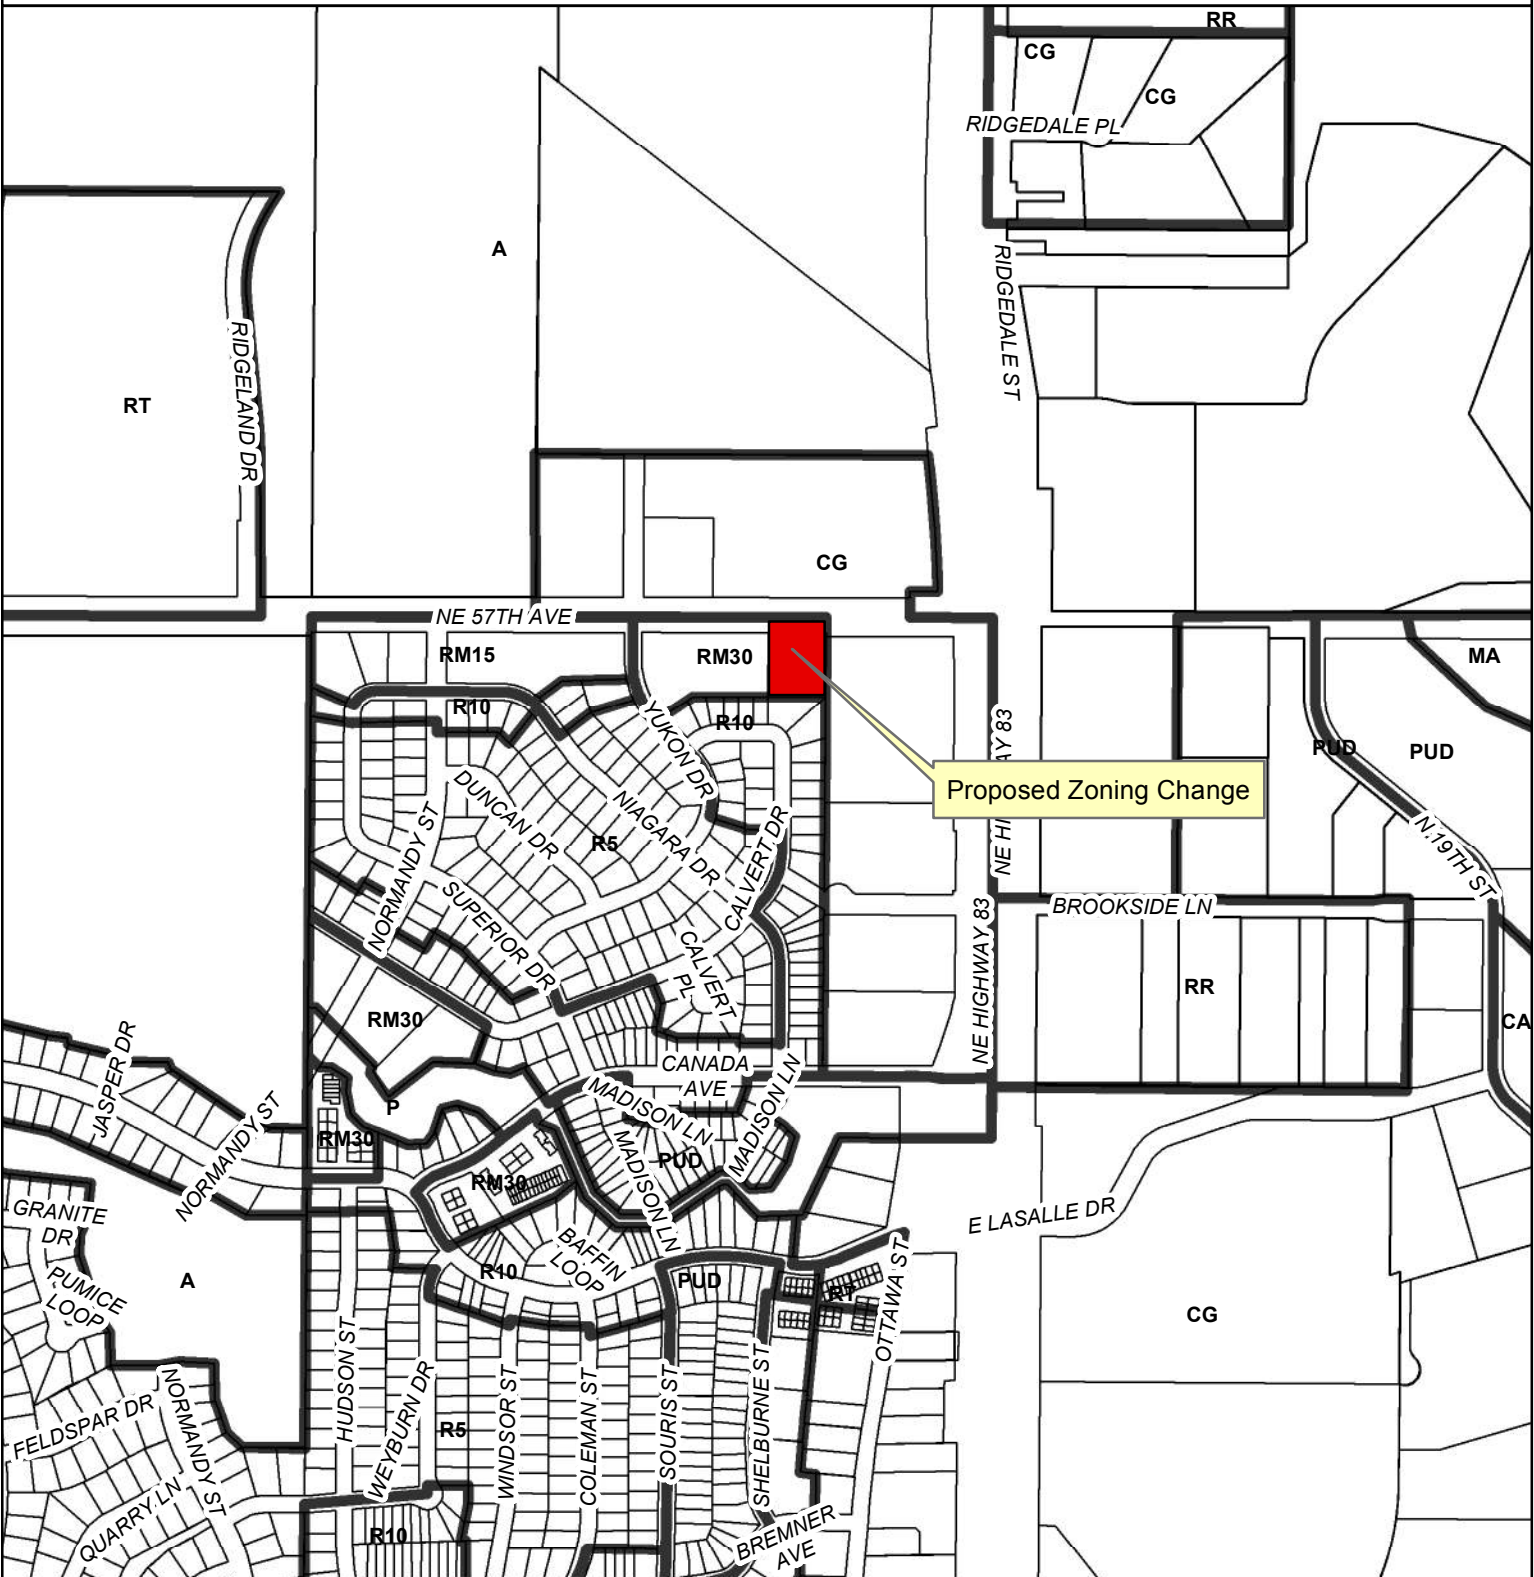 RR
CG
CG
RIDGEDALE PL
A
RIDGEDALE ST
RIDGELAND DR
RT
CG
NE 57TH AVE
RM15
RM30
MA
R10
R10
YUKON DR
NE HIGHWAY 83
PUD
PUD
Proposed Zoning Change
DUNCAN DR
NIAGARA DR
NORMANDY ST
R5
CALVERT DR
N 19TH ST
SUPERIOR DR
BROOKSIDE LN
CALVERT
PL
NE HIGHWAY 83
RR
RM30
CA
JASPER DR
CANADA
AVE
MADISON LN
MADISON LN
P
NORMANDY ST
RM30
MADISON LN
PUD
RM30
GRANITE
DR
E LASALLE DR
BAFFIN
LOOP
R10
PUD
A
PUMICE
LOOP
RT
OTTAWA ST
CG
HUDSON ST
WEYBURN DR
WINDSOR ST
COLEMAN ST
SOURIS ST
SHELBURNE ST
FELDSPAR DR
NORMANDY ST
R5
QUARRY LN
R10
BREMNER
AVE